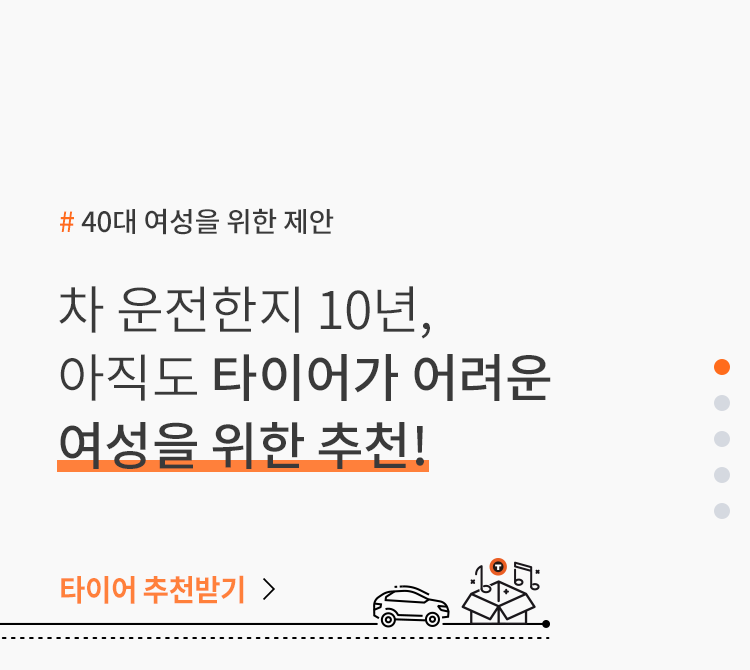 # 40대 여성을 위한 제안
차 운전한지 10년,
아직도 타이어가 어려운
여성을 위한 추천!
타이어 추천받기
T